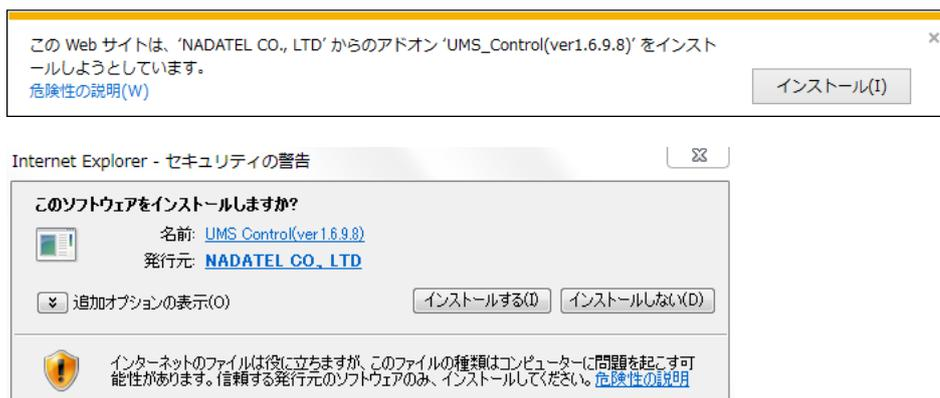 この Web サイトは、‘NADATEL CO., LTD’ からのアドオン ‘UMS_Control(ver1.6.9.8)’ をインスト
ールしようとしています。
危険性の説明(W)
インストール(I)
Internet Explorer - セキュリティの警告
このソフトウェアをインストールしますか?
名前: UMS Control(ver1.6.9.8)
発行元: NADATEL CO., LTD
追加オプションの表示(O)
インストールする(I)
インストールしない(D)
インターネットのファイルは役に立ちますが、このファイルの種類はコンピューターに問題を起こす可
能性があります。信頼する発行元のソフトウェアのみ、インストールしてください。危険性の説明